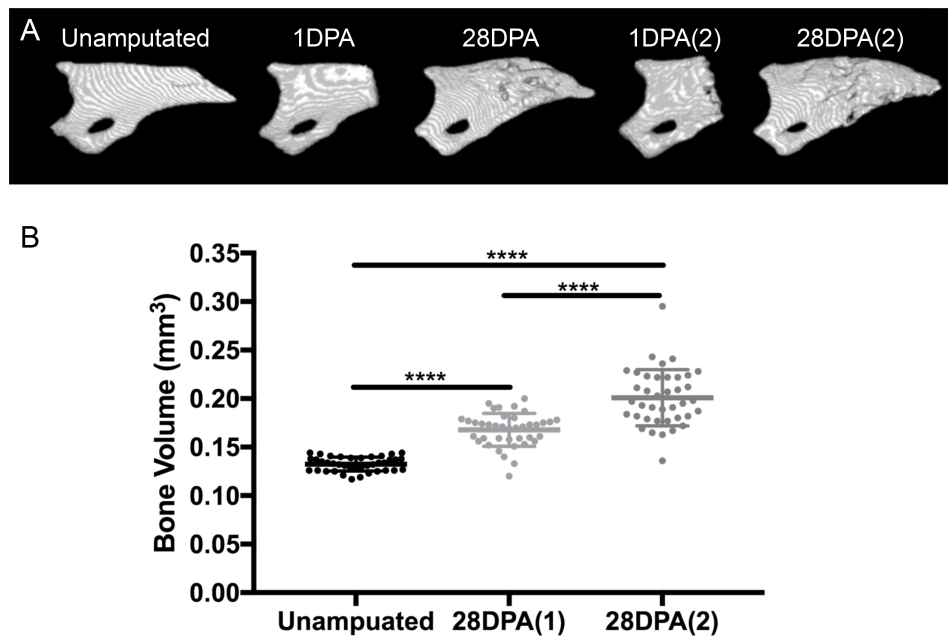 A
Unamputated 1DPA 28DPA 1DPA(2) 28DPA(2)
B
Bone Volume (mm³)
0.35
0.30
0.25
0.20
0.15
0.10
0.05
0.00
****
****
****
Unampuated 28DPA(1) 28DPA(2)